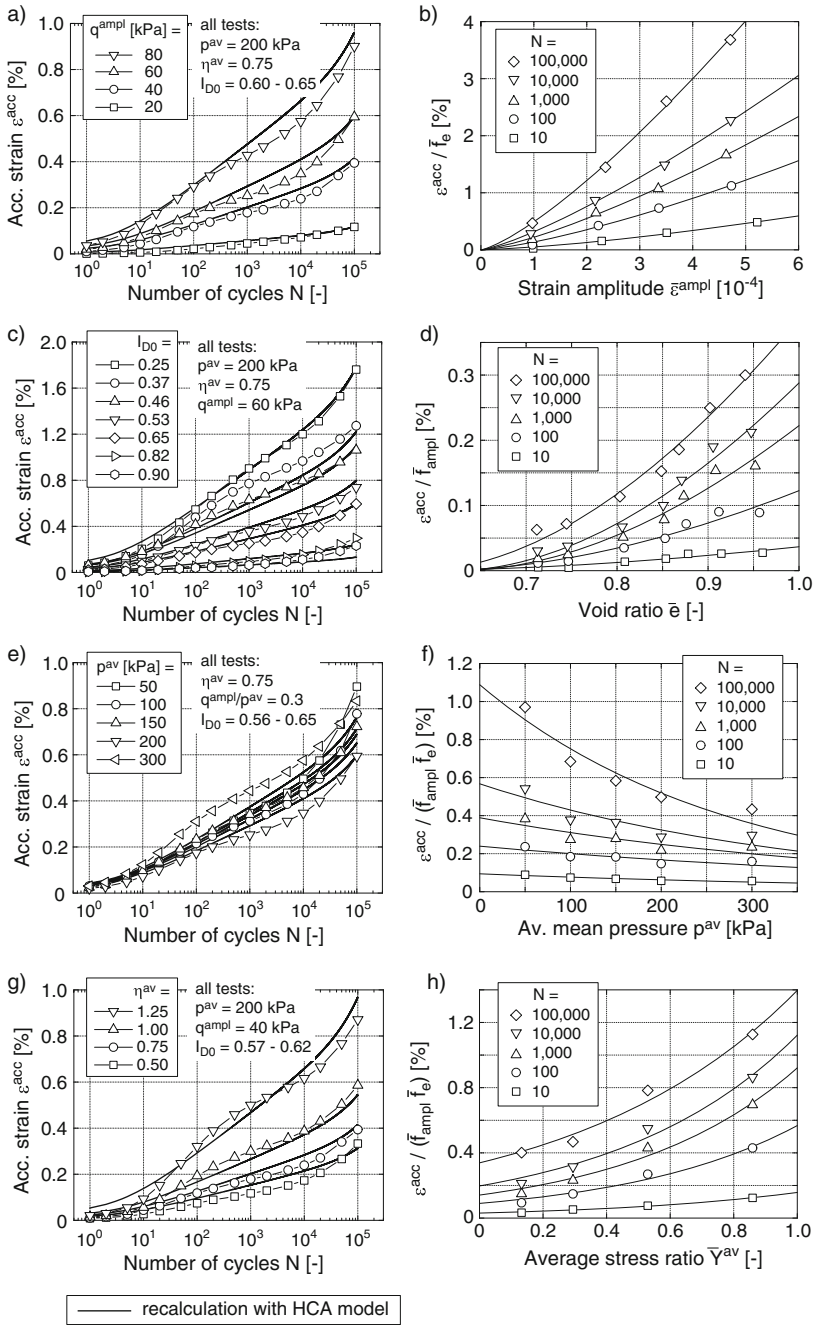 a)
q^ampl [kPa] =
80
60
40
20
all tests:
p^av = 200 kPa
η^av = 0.75
I_D0 = 0.60 - 0.65
Acc. strain ε^acc [%]
1.0
0.8
0.6
0.4
0.2
0
10^0 10^1 10^2 10^3 10^4 10^5
Number of cycles N [-]
b)
N =
100,000
10,000
1,000
100
10
ε^acc / f̄_e [%]
4
3
2
1
0
0 1 2 3 4 5 6
Strain amplitude ε̄^ampl [10^-4]
c)
I_D0 =
0.25
0.37
0.46
0.53
0.65
0.82
0.90
all tests:
p^av = 200 kPa
η^av = 0.75
q^ampl = 60 kPa
Acc. strain ε^acc [%]
2.0
1.6
1.2
0.8
0.4
0
10^0 10^1 10^2 10^3 10^4 10^5
Number of cycles N [-]
d)
N =
100,000
10,000
1,000
100
10
ε^acc / f̄_ampl [%]
0.3
0.2
0.1
0
0.7 0.8 0.9 1.0
Void ratio ē [-]
e)
p^av [kPa] =
50
100
150
200
300
all tests:
η^av = 0.75
q^ampl/p^av = 0.3
I_D0 = 0.56 - 0.65
Acc. strain ε^acc [%]
1.0
0.8
0.6
0.4
0.2
0
10^0 10^1 10^2 10^3 10^4 10^5
Number of cycles N [-]
f)
N =
100,000
10,000
1,000
100
10
ε^acc / (f̄_ampl f̄_e) [%]
1.2
1.0
0.8
0.6
0.4
0.2
0
0 100 200 300
Av. mean pressure p^av [kPa]
g)
η^av =
1.25
1.00
0.75
0.50
all tests:
p^av = 200 kPa
q^ampl = 40 kPa
I_D0 = 0.57 - 0.62
Acc. strain ε^acc [%]
1.0
0.8
0.6
0.4
0.2
0
10^0 10^1 10^2 10^3 10^4 10^5
Number of cycles N [-]
h)
N =
100,000
10,000
1,000
100
10
ε^acc / (f̄_ampl f̄_e) [%]
1.2
0.8
0.4
0
0 0.2 0.4 0.6 0.8 1.0
Average stress ratio Ȳ^av [-]
recalculation with HCA model